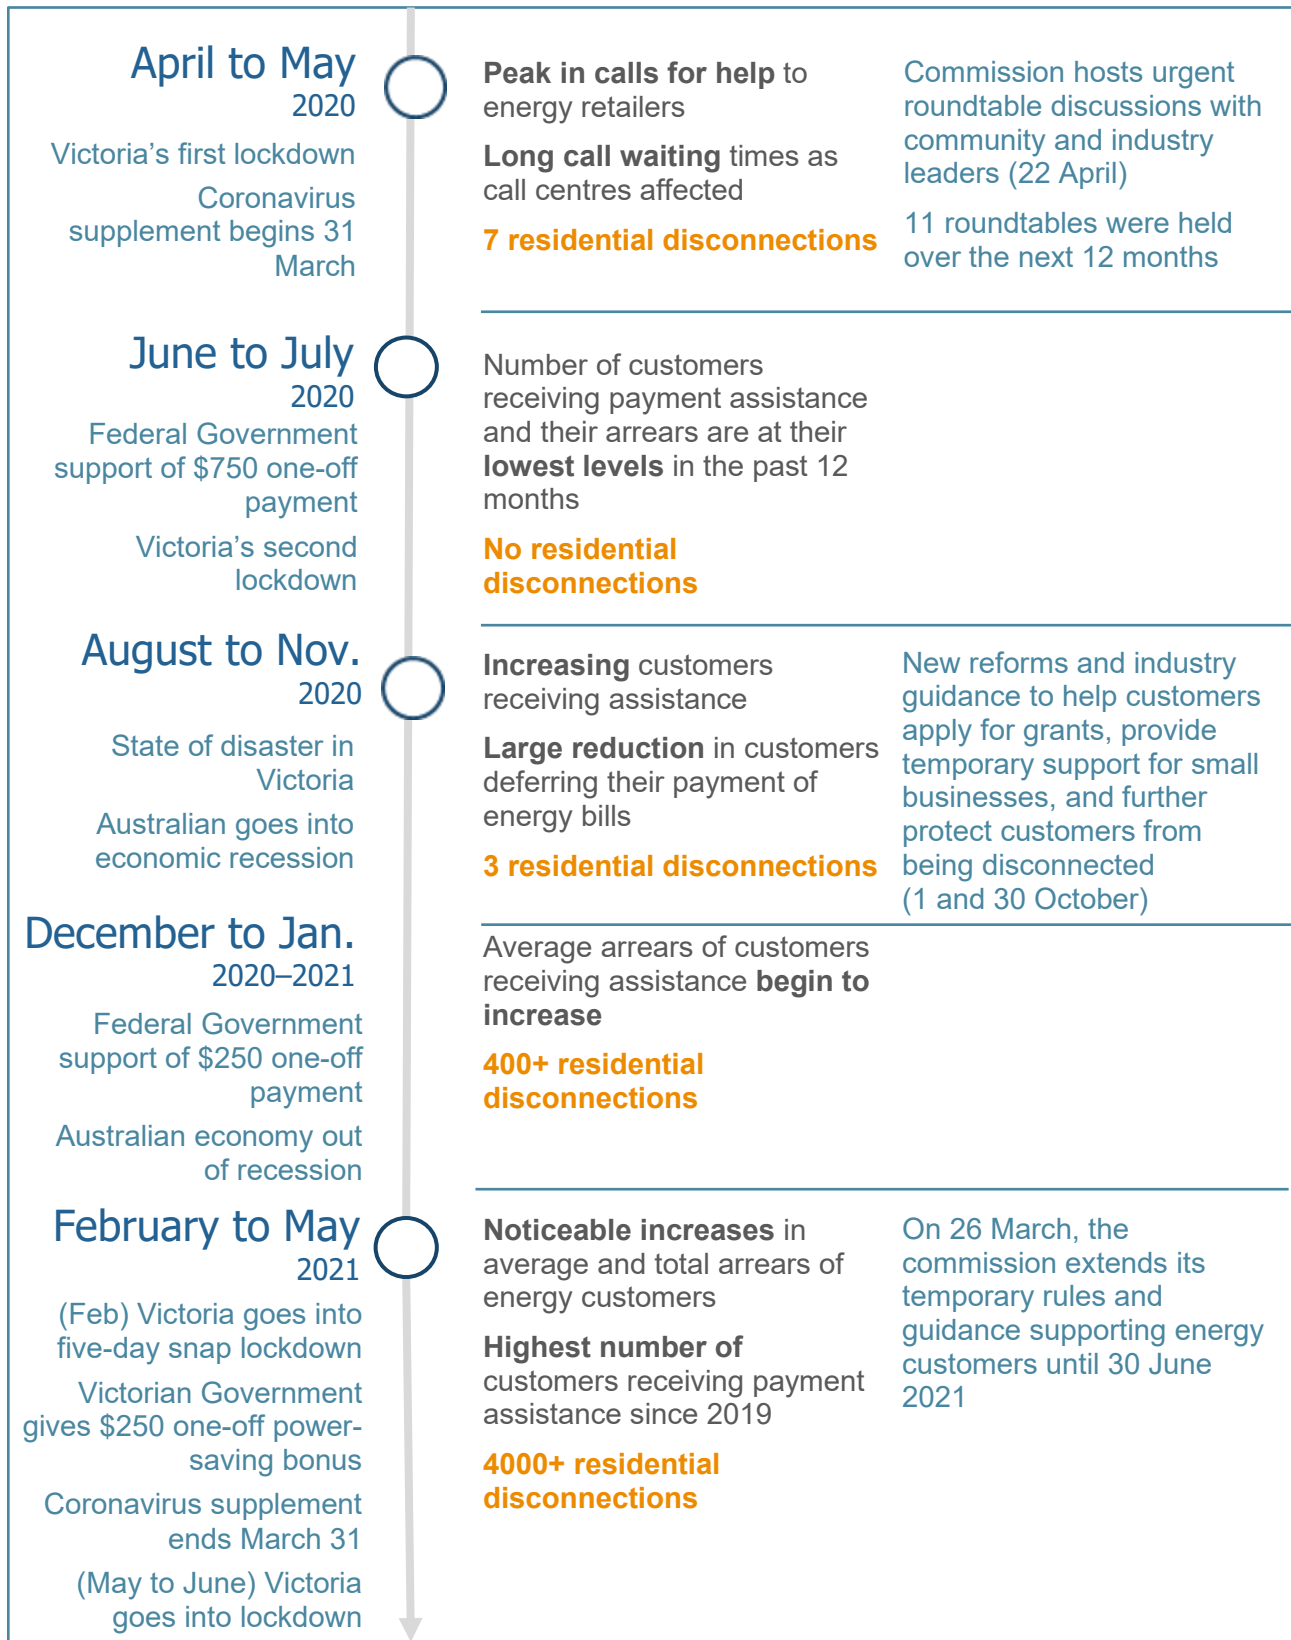 April to May
2020
Victoria's first lockdown
Coronavirus
supplement begins 31
March
Peak in calls for help to
energy retailers
Long call waiting times as
call centres affected
7 residential disconnections
Commission hosts urgent
roundtable discussions with
community and industry
leaders (22 April)
11 roundtables were held
over the next 12 months
June to July
2020
Federal Government
support of $750 one-off
payment
Victoria's second
lockdown
Number of customers
receiving payment assistance
and their arrears are at their
lowest levels in the past 12
months
No residential
disconnections
August to Nov.
2020
State of disaster in
Victoria
Australian goes into
economic recession
Increasing customers
receiving assistance
Large reduction in customers
deferring their payment of
energy bills
3 residential disconnections
New reforms and industry
guidance to help customers
apply for grants, provide
temporary support for small
businesses, and further
protect customers from
being disconnected
(1 and 30 October)
December to Jan.
2020–2021
Federal Government
support of $250 one-off
payment
Australian economy out
of recession
Average arrears of customers
receiving assistance begin to
increase
400+ residential
disconnections
February to May
2021
(Feb) Victoria goes into
five-day snap lockdown
Victorian Government
gives $250 one-off power-
saving bonus
Coronavirus supplement
ends March 31
(May to June) Victoria
goes into lockdown
Noticeable increases in
average and total arrears of
energy customers
Highest number of
customers receiving payment
assistance since 2019
4000+ residential
disconnections
On 26 March, the
commission extends its
temporary rules and
guidance supporting energy
customers until 30 June
2021